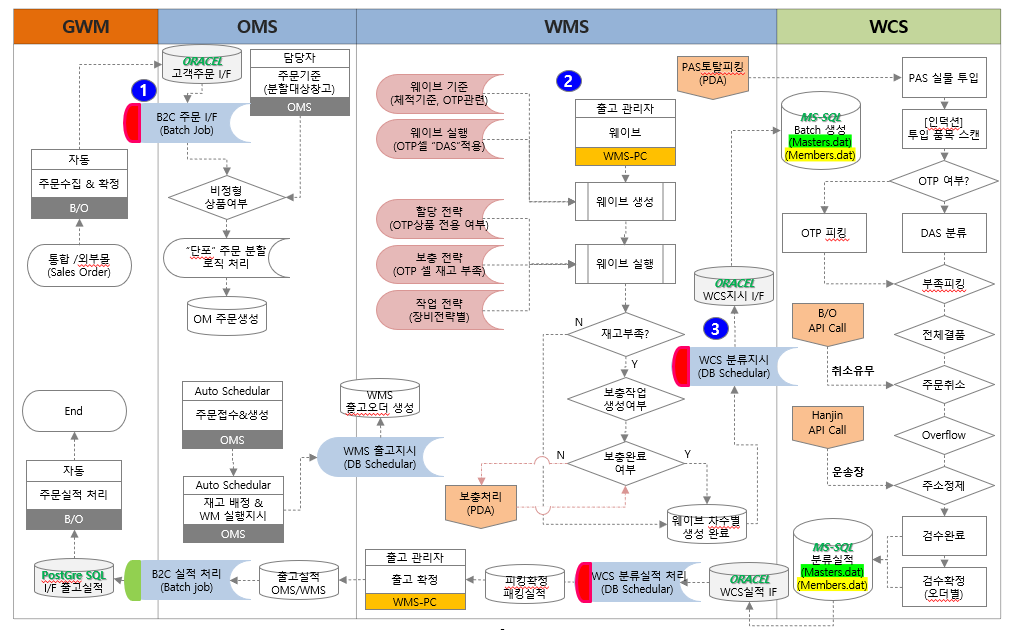 GWM
OMS
WMS
WCS
ORACEL
고객주문 I/F
담당자
주문기준
(분할대상창고)
OMS
1
B2C 주문 I/F
(Batch Job)
자동
주문수집 & 확정
B/O
통합 /외부몰
(Sales Order)
비정형
상품여부
“단포” 주문 분할
로직 처리
OM 주문생성
End
자동
주문실적 처리
B/O
PostGre SQL
I/F 출고실적
Auto Schedular
주문접수&생성
OMS
Auto Schedular
재고 배정 &
WM 실행지시
OMS
B2C 실적 처리
(Batch job)
출고실적
OMS/WMS
WMS
출고오더 생성
WMS 출고지시
(DB Schedular)
웨이브 기준
(체적기준, OTP관련)
웨이브 실행
(OTP셀 “DAS”적용)
할당 전략
(OTP상품 전용 여부)
보충 전략
(OTP 셀 재고 부족)
작업 전략
(장비전략별)
2
출고 관리자
웨이브
WMS-PC
웨이브 생성
웨이브 실행
N
재고부족?
Y
보충작업
생성여부
N
보충완료
여부
Y
보충처리
(PDA)
웨이브 차수별
생성 완료
출고 관리자
출고 확정
WMS-PC
피킹확정
패킹실적
WCS 분류실적 처리
(DB Schedular)
ORACEL
WCS실적 IF
PAS토탈피킹
(PDA)
ORACEL
WCS지시 I/F
3
WCS 분류지시
(DB Schedular)
MS-SQL
Batch 생성
(Masters.dat)
(Members.dat)
PAS 실물 투입
[인덕션]
투입 품목 스캔
OTP 여부?
OTP 피킹
DAS 분류
부족피킹
B/O
API Call
전체결품
취소유무
주문취소
Hanjin
API Call
Overflow
운송장
주소정제
MS-SQL
분류실적
(Masters.dat)
(Members.dat)
검수완료
검수확정
(오더별)
-